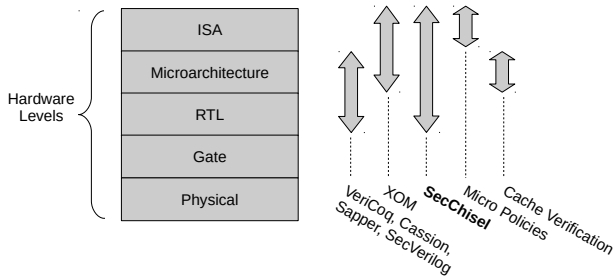 ISA
Microarchitecture
RTL
Gate
Physical
Hardware
Levels
VeriCoq, Cassion,
Sapper, SecVerilog
XOM
SecChisel
Micro Policies
Cache Verification